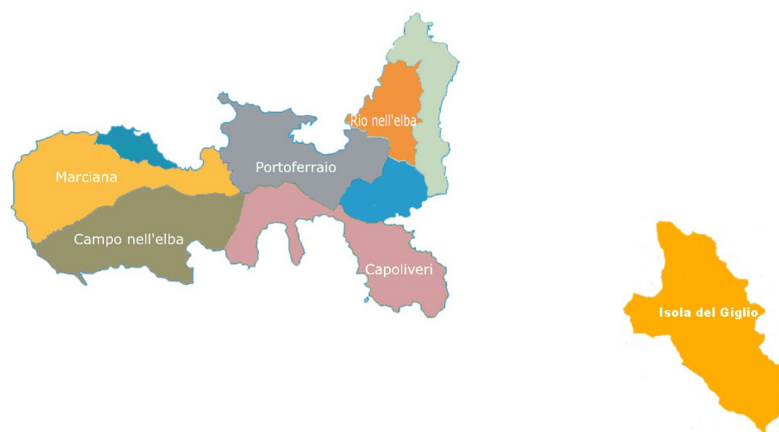 Rio nell'elba
Portoferraio
Marciana
Campo nell'elba
Capoliveri
Isola del Giglio